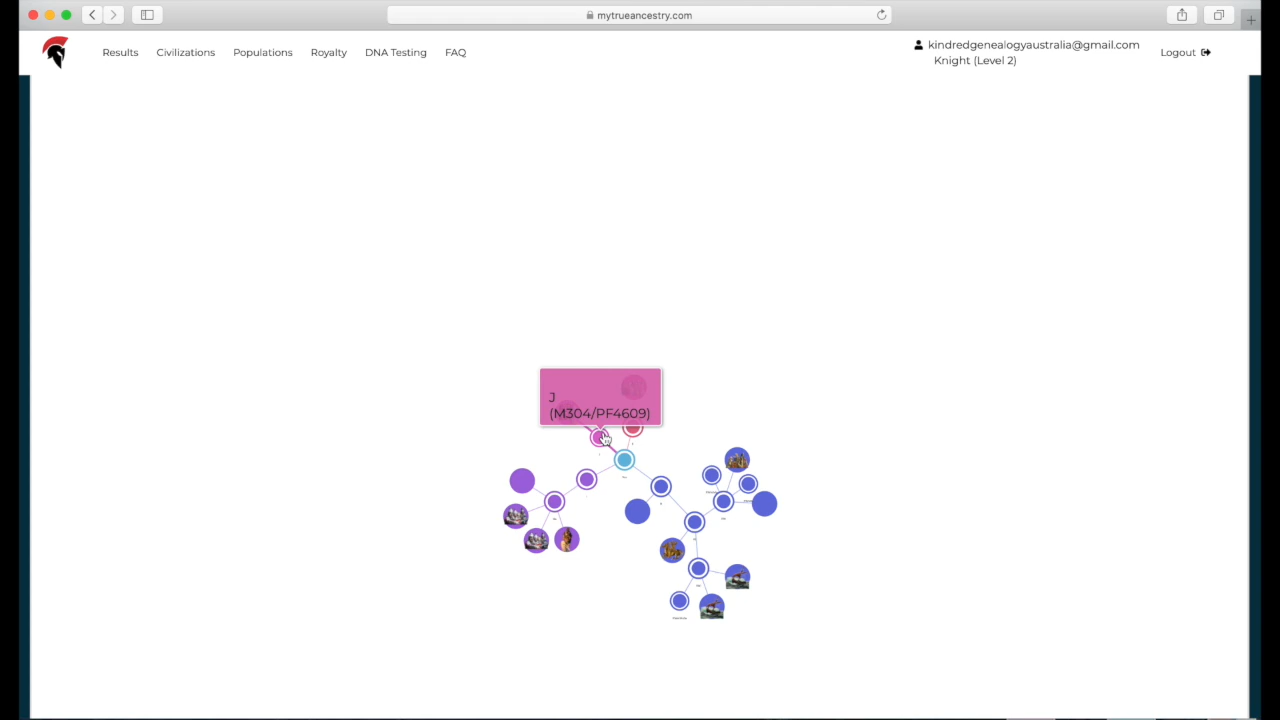 mytrueancestry.com
Results
Civilizations
Populations
Royalty
DNA Testing
FAQ
kindredgenealogyaustralia@gmail.com
Knight (Level 2)
Logout
J
(M304/PF4609)